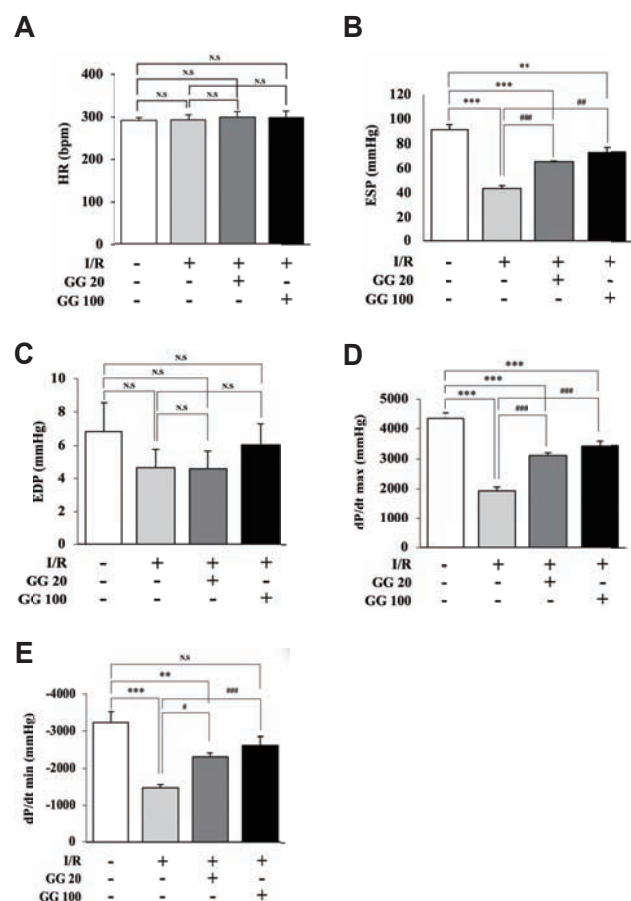 A
N.S
N.S
N.S
N.S
N.S
400
300
200
100
0
HR (bpm)
I/R - + + +
GG 20 - - + -
GG 100 - - - +
B
**
***
***
##
###
120
100
80
60
40
20
0
ESP (mmHg)
I/R - + + +
GG 20 - - + -
GG 100 - - - +
C
N.S
N.S
N.S
N.S
N.S
10
8
6
4
2
0
EDP (mmHg)
I/R - + + +
GG 20 - - + -
GG 100 - - - +
D
***
***
***
###
###
5000
4000
3000
2000
1000
0
dP/dt max (mmHg)
I/R - + + +
GG 20 - - + -
GG 100 - - - +
E
N.S
**
***
###
#
-4000
-3000
-2000
-1000
0
dP/dt min (mmHg)
I/R - + + +
GG 20 - - + -
GG 100 - - - +